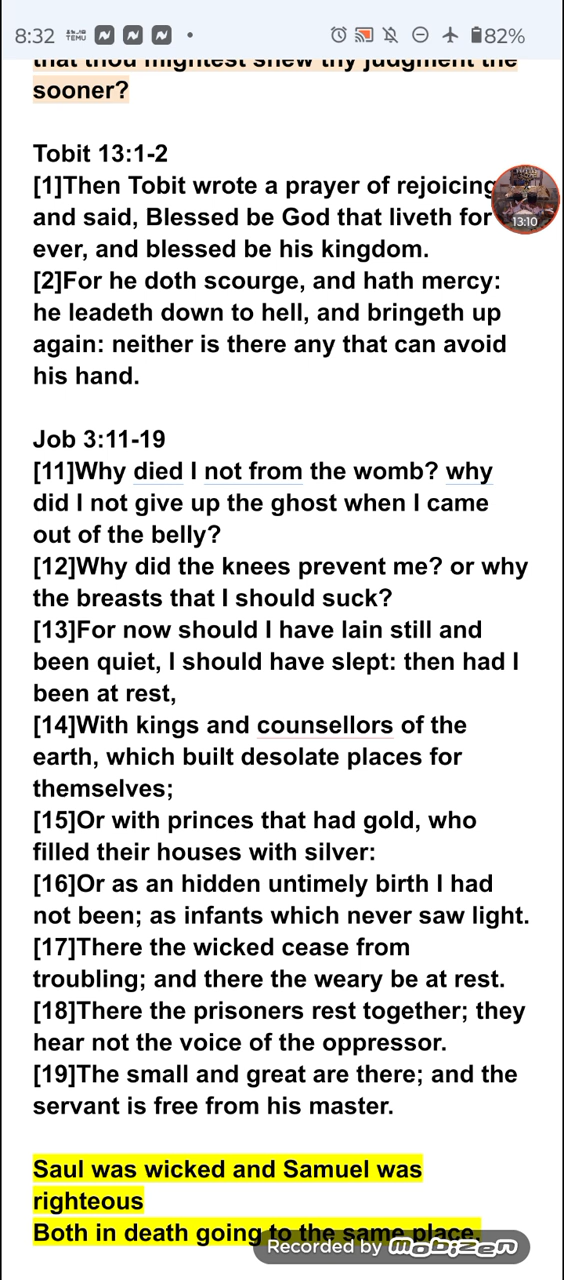 8:32 TEMU 82%
that thou mightest shew thy judgment the
sooner?
Tobit 13:1-2
[1]Then Tobit wrote a prayer of rejoicing
and said, Blessed be God that liveth for
ever, and blessed be his kingdom.
[2]For he doth scourge, and hath mercy:
he leadeth down to hell, and bringeth up
again: neither is there any that can avoid
his hand.
13:10
Job 3:11-19
[11]Why died I not from the womb? why
did I not give up the ghost when I came
out of the belly?
[12]Why did the knees prevent me? or why
the breasts that I should suck?
[13]For now should I have lain still and
been quiet, I should have slept: then had I
been at rest,
[14]With kings and counsellors of the
earth, which built desolate places for
themselves;
[15]Or with princes that had gold, who
filled their houses with silver:
[16]Or as an hidden untimely birth I had
not been; as infants which never saw light.
[17]There the wicked cease from
troubling; and there the weary be at rest.
[18]There the prisoners rest together; they
hear not the voice of the oppressor.
[19]The small and great are there; and the
servant is free from his master.
Saul was wicked and Samuel was
righteous
Both in death going to the same place.
Recorded by mobizen